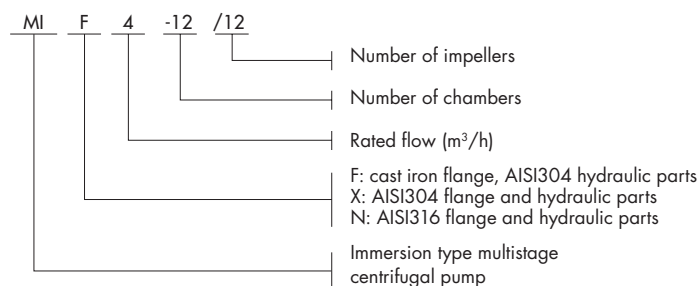 MI F 4 -12 /12
Number of impellers
Number of chambers
Rated flow (m³/h)
F: cast iron flange, AISI304 hydraulic parts
X: AISI304 flange and hydraulic parts
N: AISI316 flange and hydraulic parts
Immersion type multistage
centrifugal pump